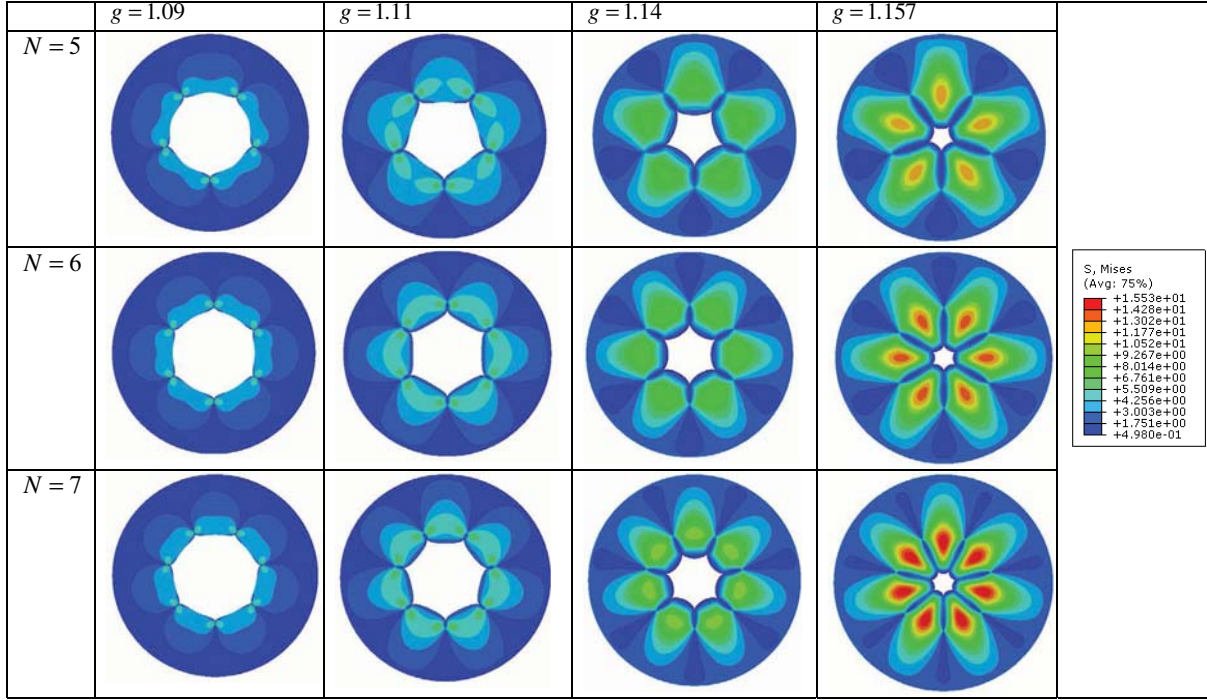 g = 1.09
g = 1.11
g = 1.14
g = 1.157
N = 5
N = 6
S, Mises
(Avg: 75%)
+1.553e+01
+1.428e+01
+1.302e+01
+1.177e+01
+1.052e+01
+9.267e+00
+8.014e+00
+6.761e+00
+5.509e+00
+4.256e+00
+3.003e+00
+1.751e+00
+4.980e-01
N = 7